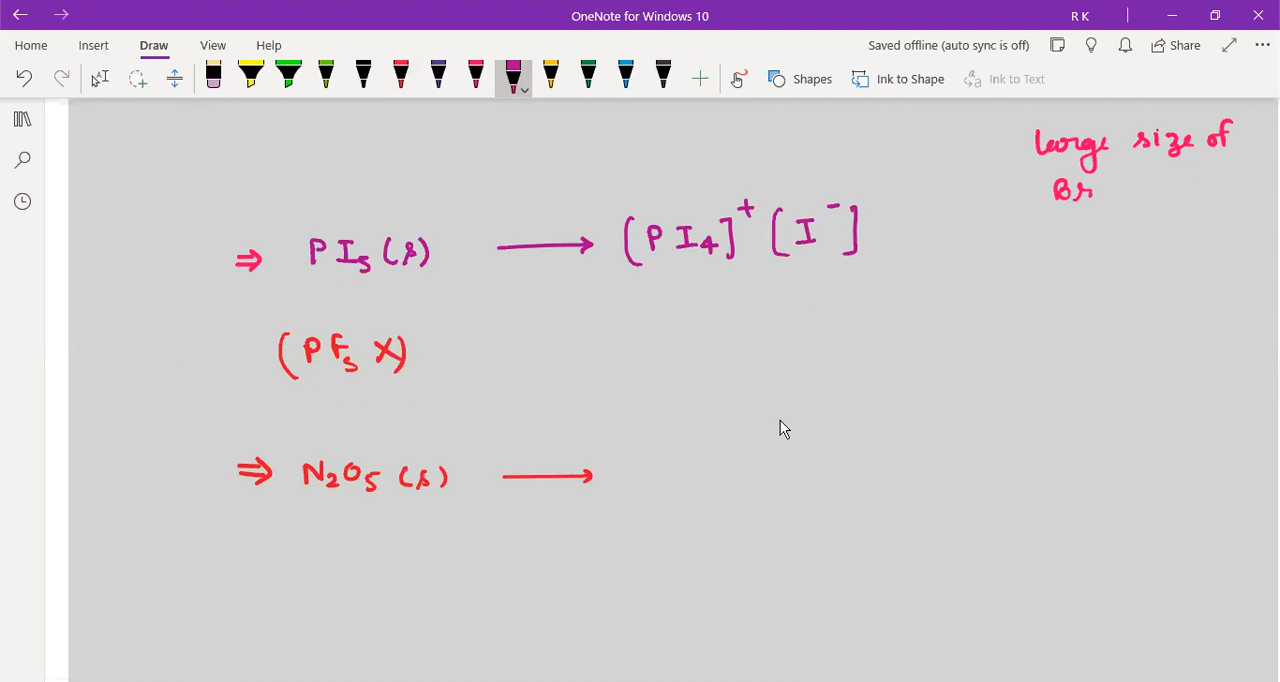 OneNote for Windows 10
R K
Home Insert Draw View Help
Saved offline (auto sync is off)
Share
Shapes
Ink to Shape
Ink to Text
large size of
Br
⇒ PI₅(s) ⟶ [PI₄]⁺ [I⁻]
(PF₅ X)
⇒ N₂O₅(s) ⟶